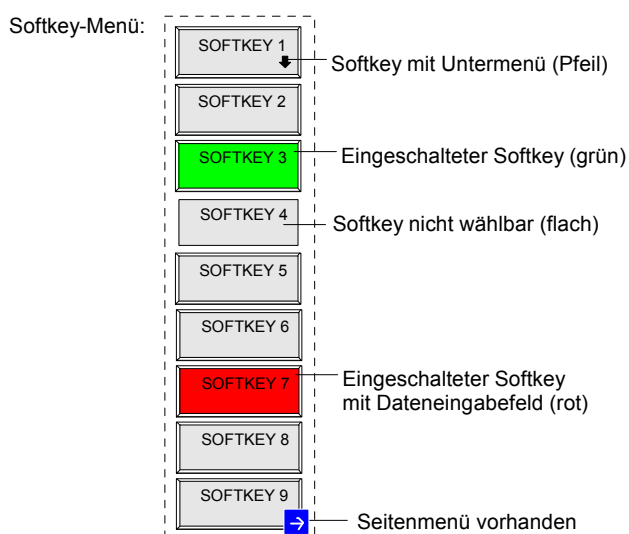 Softkey-Menü:
SOFTKEY 1
Softkey mit Untermenü (Pfeil)
SOFTKEY 2
SOFTKEY 3
Eingeschalteter Softkey (grün)
SOFTKEY 4
Softkey nicht wählbar (flach)
SOFTKEY 5
SOFTKEY 6
SOFTKEY 7
Eingeschalteter Softkey
mit Dateneingabefeld (rot)
SOFTKEY 8
SOFTKEY 9
Seitenmenü vorhanden